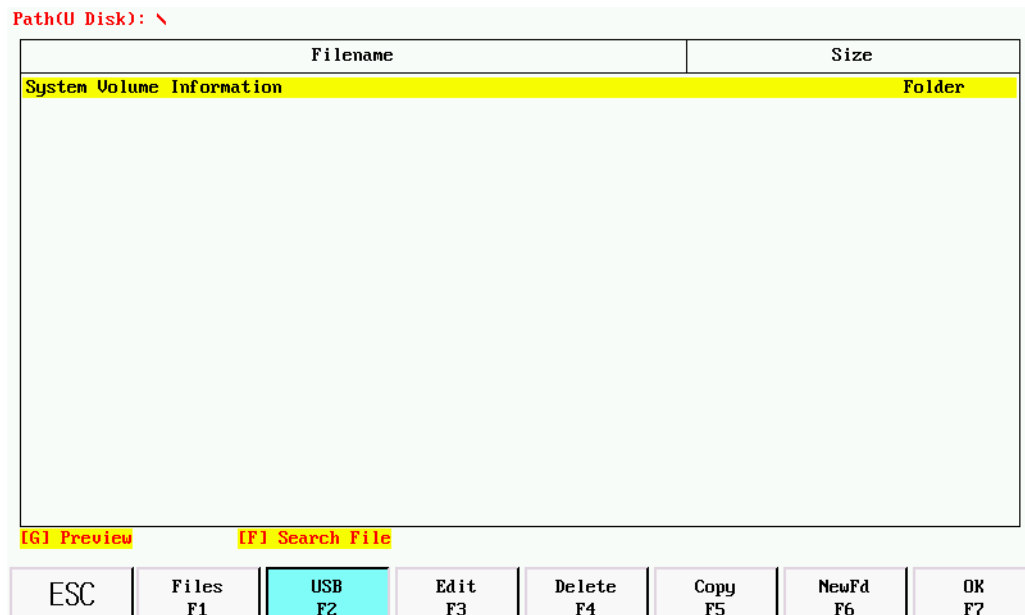 Path(U Disk): \
Filename Size
System Volume Information Folder
[G] Preview [F] Search File
ESC Files USB Edit Delete Copy NewFd OK
F1 F2 F3 F4 F5 F6 F7